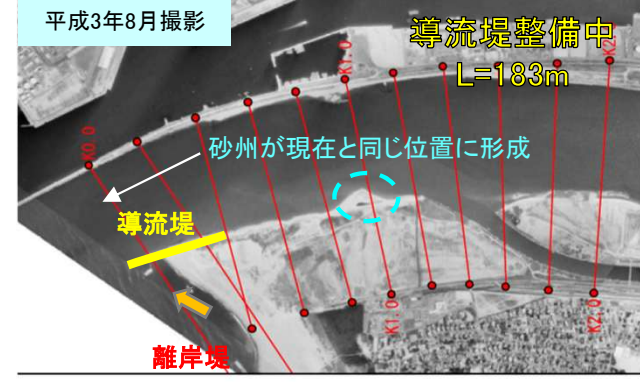 平成3年8月撮影
導流堤整備中
L=183m
K1.0
K2.
K0.0
砂州が現在と同じ位置に形成
導流堤
K1.0
K2.0
離岸堤